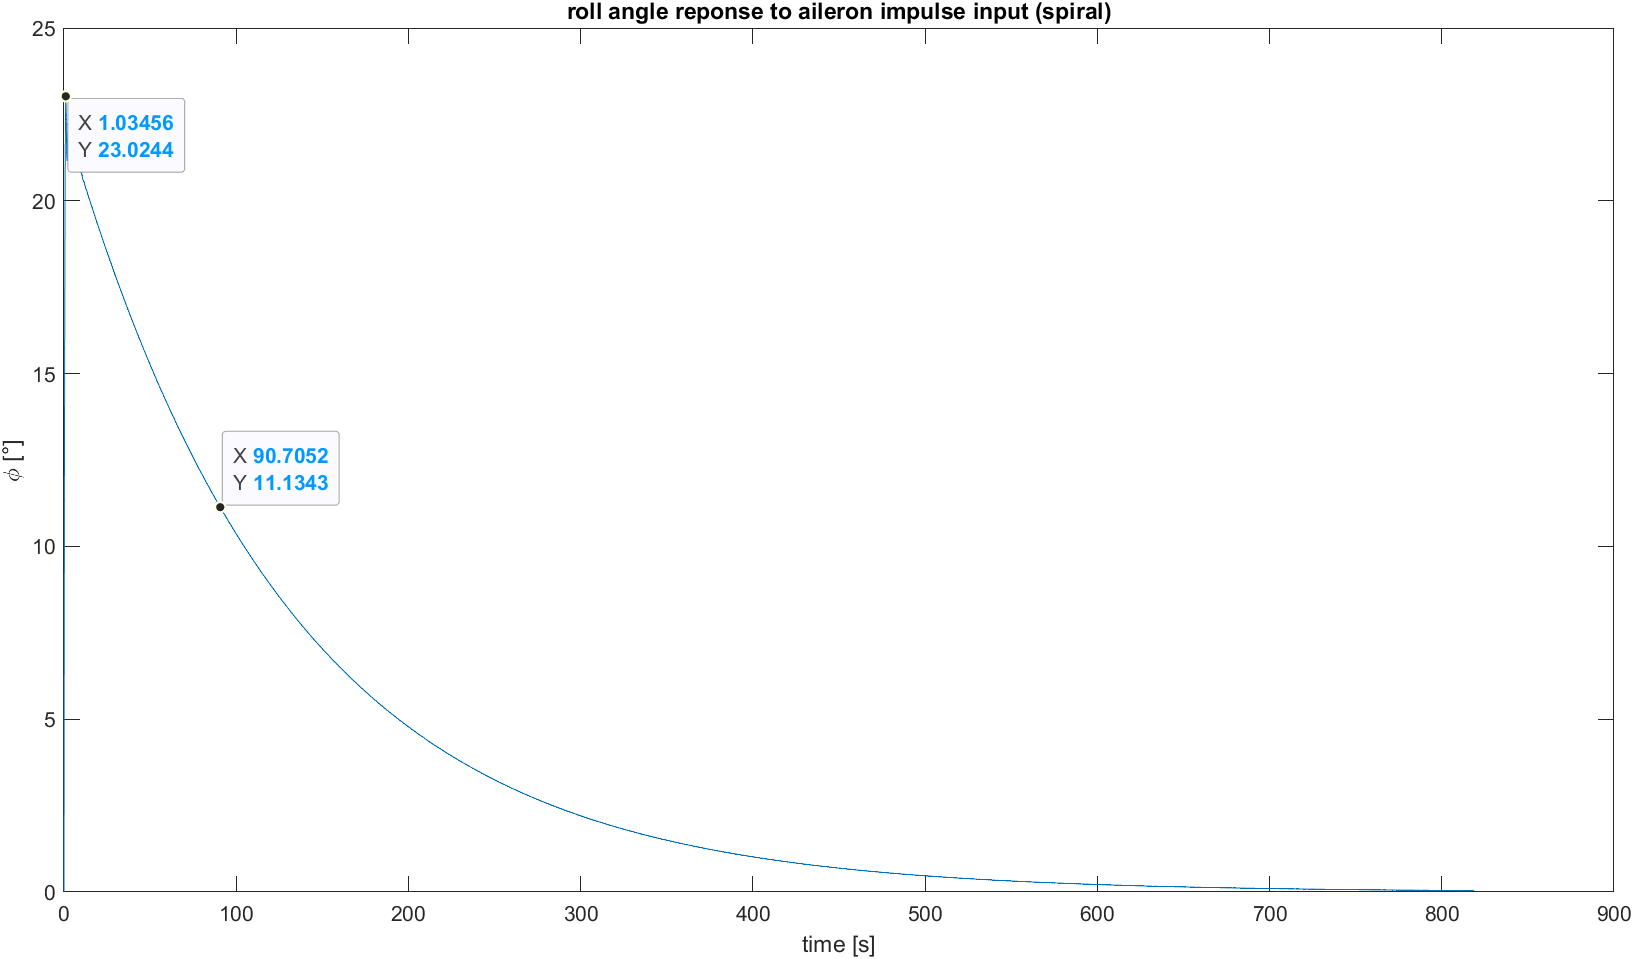 roll angle reponse to aileron impulse input (spiral)
25
20
15
10
5
0
ϕ [°]
X 1.03456
Y 23.0244
X 90.7052
Y 11.1343
0 100 200 300 400 500 600 700 800 900
time [s]